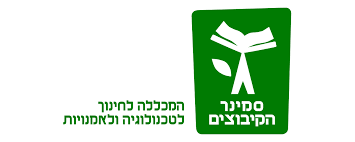 סמינר
הקיבוצים
המכללה לחינוך
לטכנולוגיה ולאמנויות